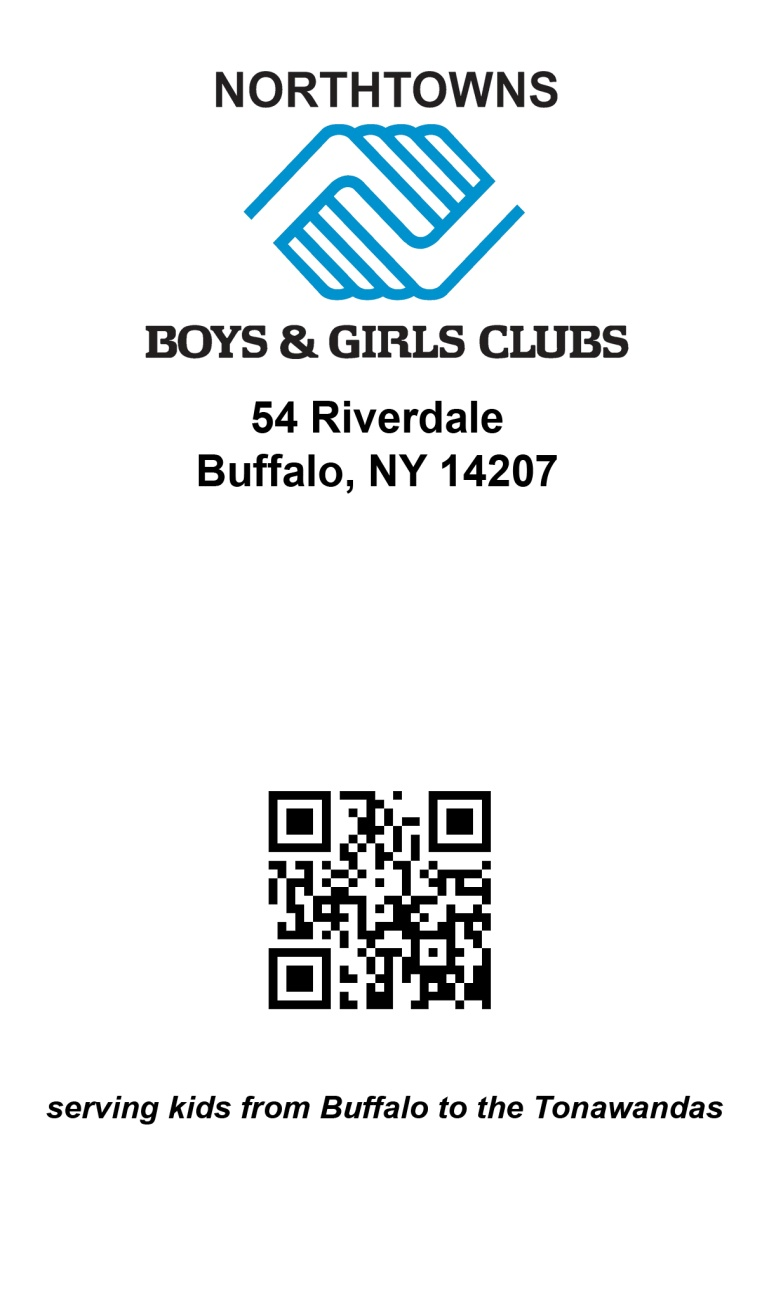 NORTHTOWNS
BOYS & GIRLS CLUBS
54 Riverdale
Buffalo, NY 14207
serving kids from Buffalo to the Tonawandas